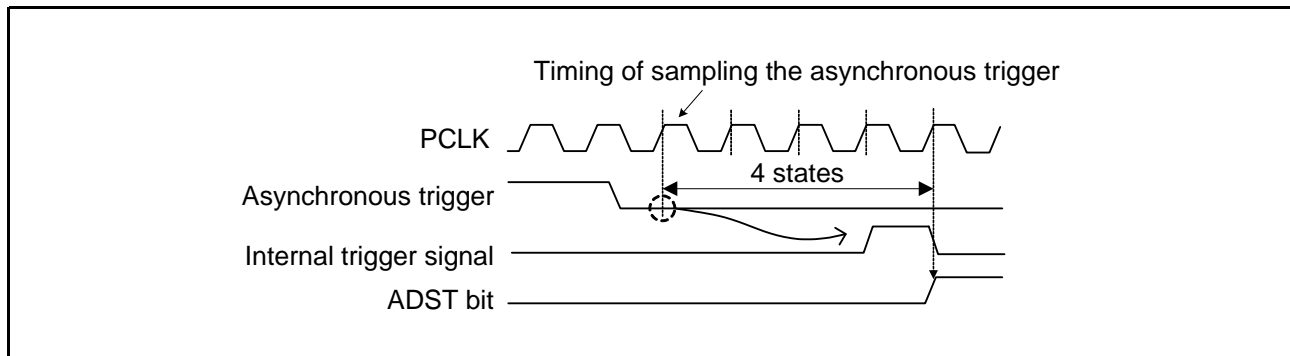 Timing of sampling the asynchronous trigger
PCLK
4 states
Asynchronous trigger
Internal trigger signal
ADST bit